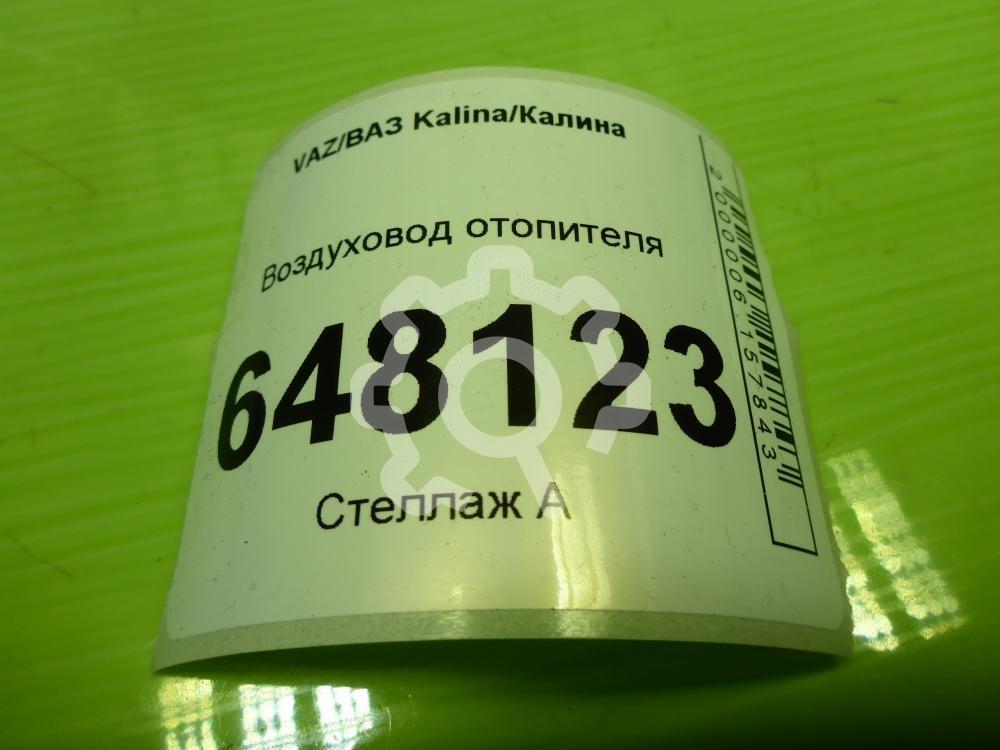 VAZ/ВАЗ Kalina/Калина
Воздуховод отопителя
648123
Стеллаж А
2000006157843